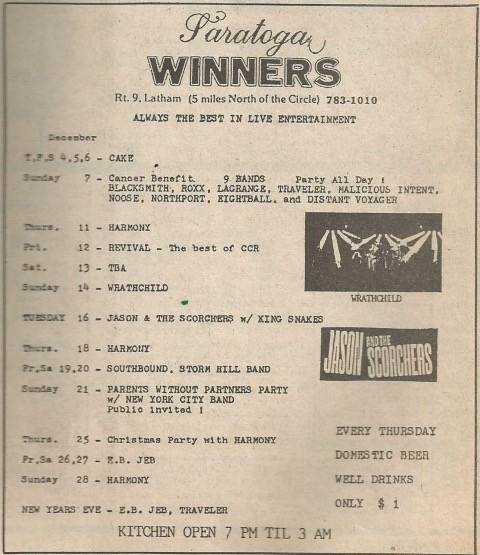 Saratoga
WINNERS
Rt. 9, Latham (5 miles North of the Circle) 783-1010
ALWAYS THE BEST IN LIVE ENTERTAINMENT
December
T,F,S 4,5,6 - CAKE
Sunday 7 - Cancer Benefit 9 BANDS Party All Day !
BLACKSMITH, ROXX, LAGRANGE, TRAVELER, MALICIOUS INTENT,
NOOSE, NORTHPORT, EIGHTBALL, and DISTANT VOYAGER
Thurs. 11 - HARMONY
Fri. 12 - REVIVAL - The best of CCR
Sat. 13 - TBA
Sunday 14 - WRATHCHILD
WRATHCHILD
TUESDAY 16 - JASON & THE SCORCHERS w/ KING SNAKES
JASON AND THE SCORCHERS
Thurs. 18 - HARMONY
Fr,Sa 19,20 - SOUTHBOUND, STORM HILL BAND
Sunday 21 - PARENTS WITHOUT PARTNERS PARTY
w/ NEW YORK CITY BAND
Public invited !
Thurs. 25 - Christmas Party with HARMONY
Fr,Sa 26,27 - E.B. JEB
Sunday 28 - HARMONY
NEW YEARS EVE - E.B. JEB, TRAVELER
EVERY THURSDAY
DOMESTIC BEER
WELL DRINKS
ONLY $ 1
KITCHEN OPEN 7 PM TIL 3 AM